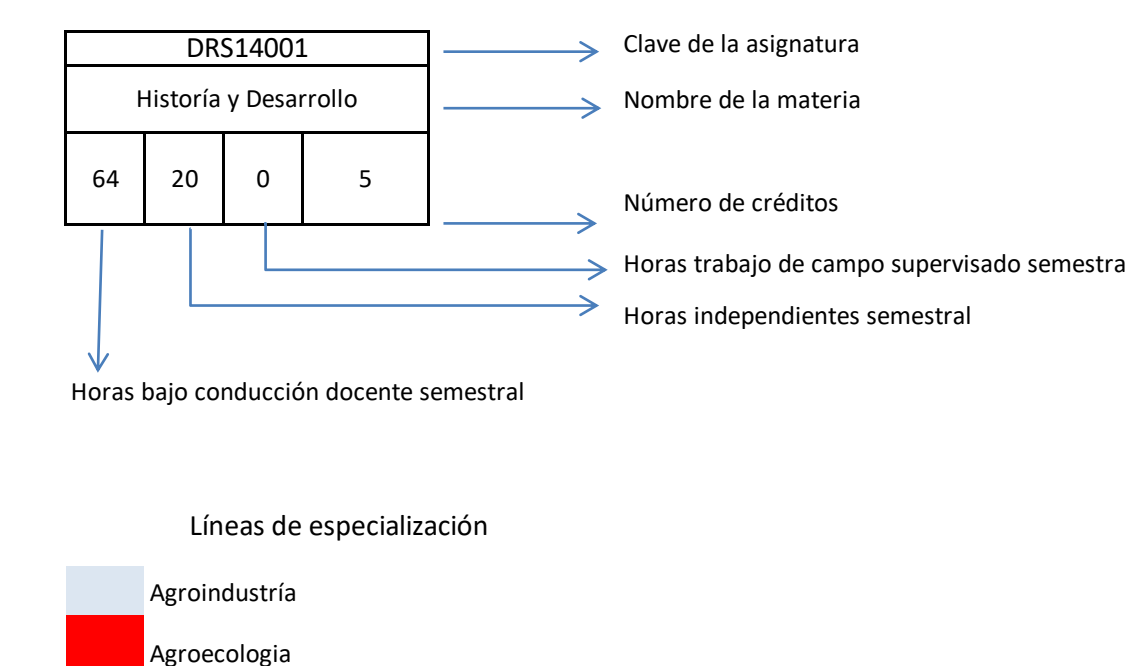 DRS14001
Clave de la asignatura
Historía y Desarrollo
Nombre de la materia
64 20 0 5
Número de créditos
Horas trabajo de campo supervisado semestra
Horas independientes semestral
Horas bajo conducción docente semestral
Líneas de especialización
Agroindustría
Agroecologia